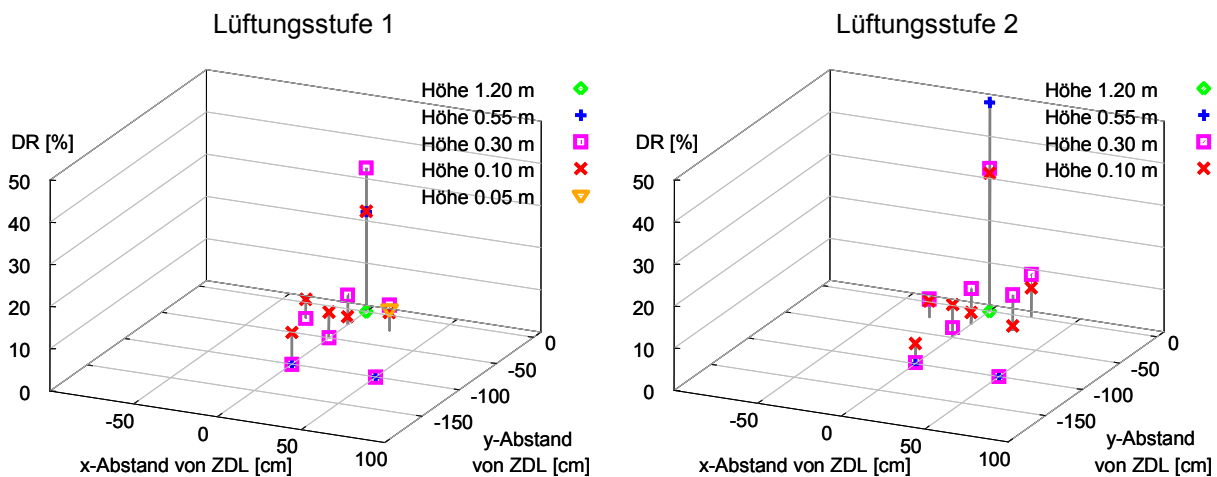 Lüftungsstufe 1
Höhe 1.20 m
Höhe 0.55 m
Höhe 0.30 m
Höhe 0.10 m
Höhe 0.05 m
DR [%]
50
40
30
20
10
0
-50
0
50
100
x-Abstand von ZDL [cm]
0
-50
-100
-150
y-Abstand
von ZDL [cm]
Lüftungsstufe 2
Höhe 1.20 m
Höhe 0.55 m
Höhe 0.30 m
Höhe 0.10 m
DR [%]
50
40
30
20
10
0
-50
0
50
100
x-Abstand von ZDL [cm]
0
-50
-100
-150
y-Abstand
von ZDL [cm]